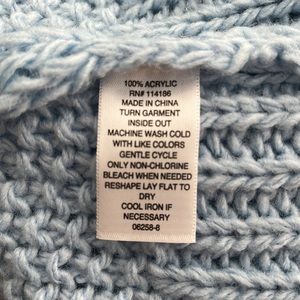 100% ACRYLIC
RN# 114186
MADE IN CHINA
TURN GARMENT
INSIDE OUT
MACHINE WASH COLD
WITH LIKE COLORS
GENTLE CYCLE
ONLY NON-CHLORINE
BLEACH WHEN NEEDED
RESHAPE LAY FLAT TO
DRY
COOL IRON IF
NECESSARY
06258-8